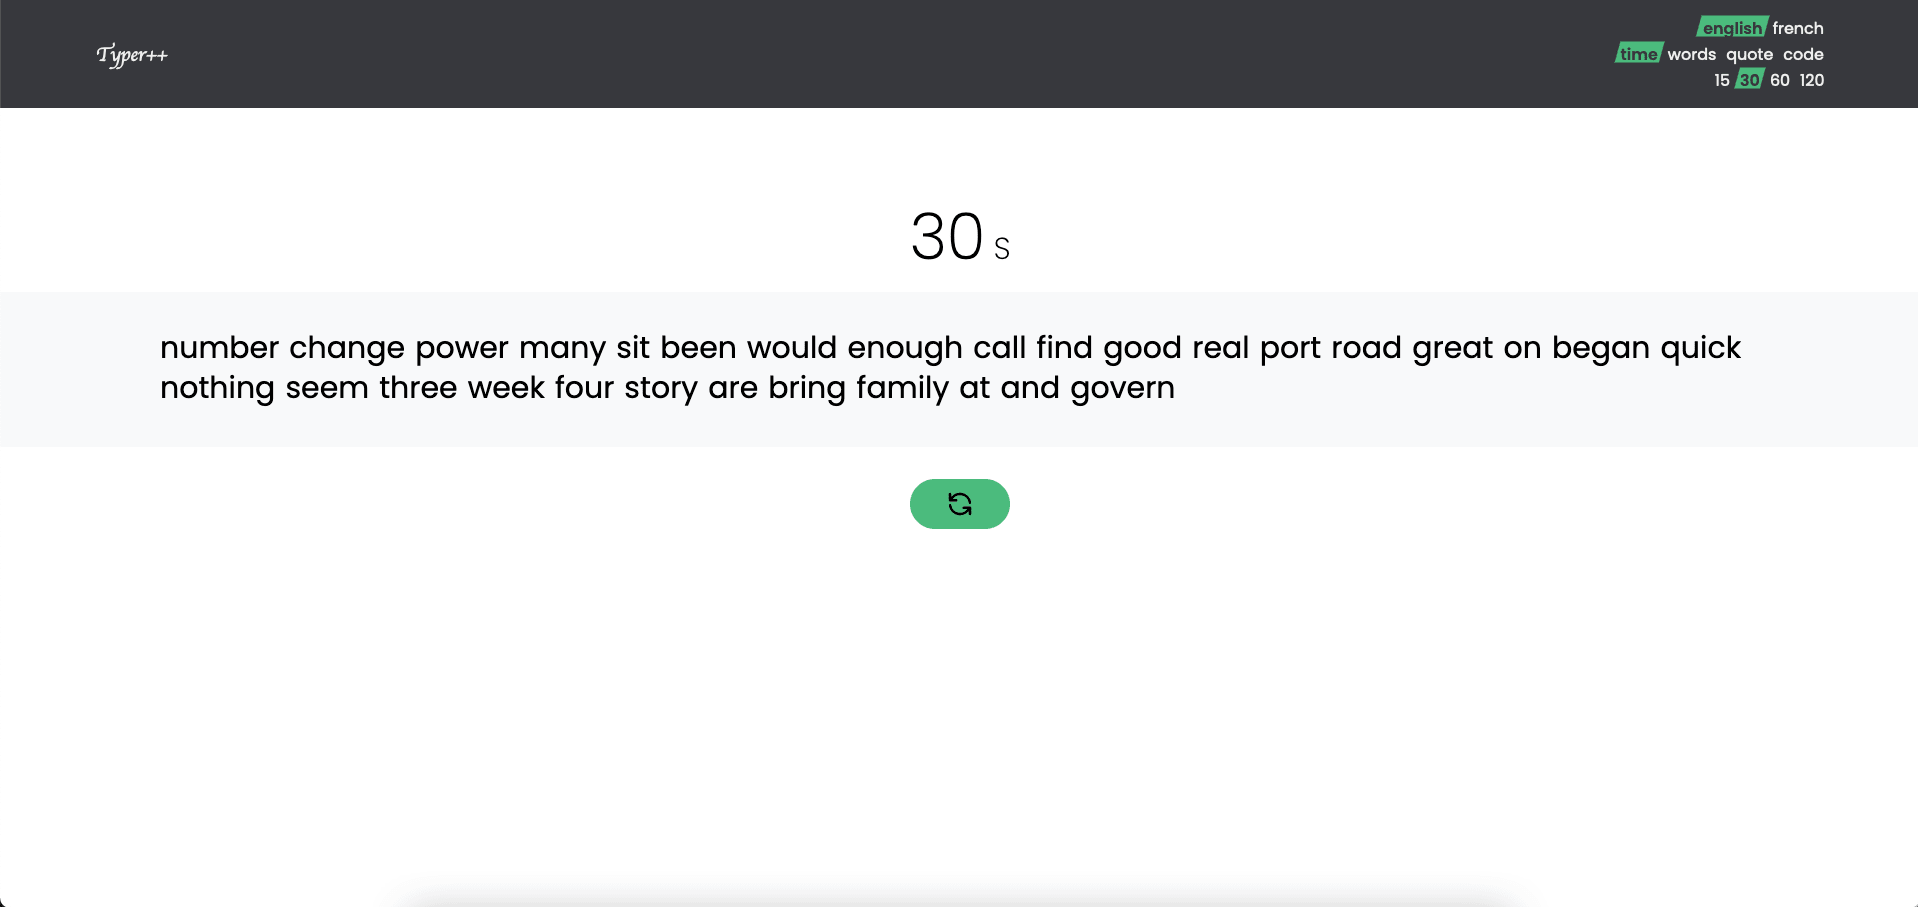 Typer++
english french
time words quote code
15 30 60 120
30 s
number change power many sit been would enough call find good real port road great on began quick
nothing seem three week four story are bring family at and govern